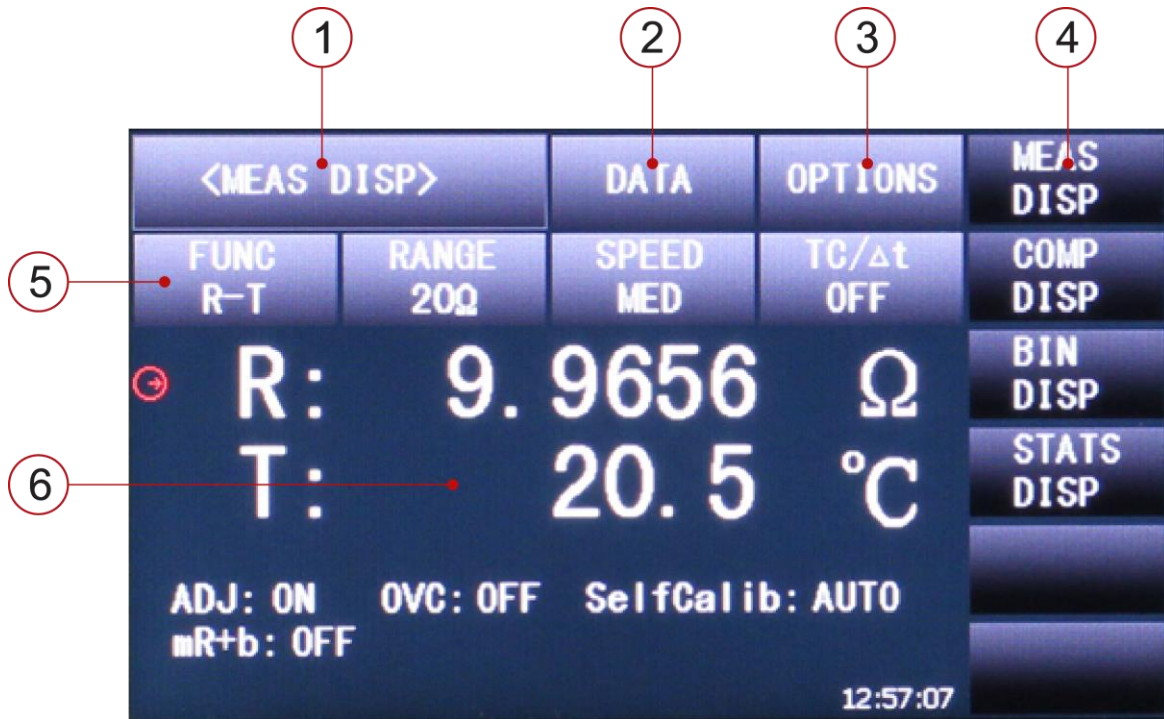 1 2 3 4
<MEAS DISP> DATA OPTIONS MEAS
DISP
FUNC RANGE SPEED TC/△t COMP
5 R-T 20Ω MED OFF DISP
R: 9.9656 Ω BIN
DISP
6 T: 20.5 ℃ STATS
DISP
ADJ: ON OVC: OFF SelfCalib: AUTO
mR+b: OFF
12:57:07